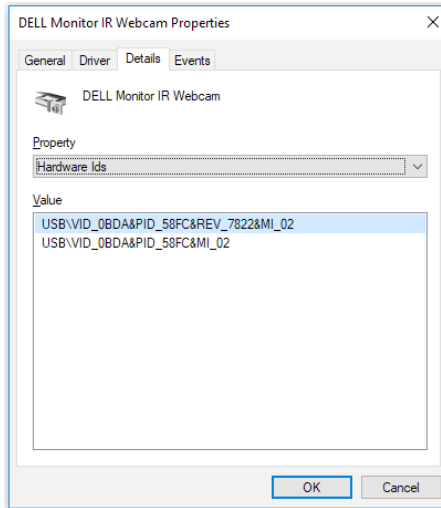 DELL Monitor IR Webcam Properties
General Driver Details Events
DELL Monitor IR Webcam
Property
Hardware Ids
Value
USB\VID_0BDA&PID_58FC&REV_7822&MI_02
USB\VID_0BDA&PID_58FC&MI_02
OK Cancel